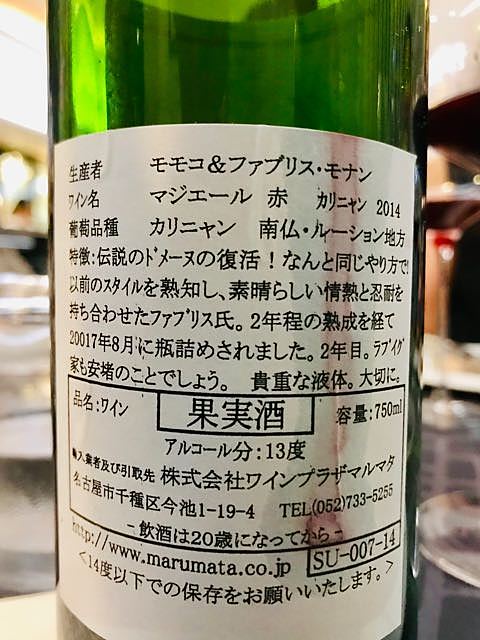 生産者 モモコ&ファブリス・モナン
ワイン名 マジエール 赤 カリニャン 2014
葡萄品種 カリニャン 南仏・ルーション地方
特徴:伝説のドメーヌの復活!なんと同じやり方で!
以前のスタイルを熟知し、素晴らしい情熱と忍耐を
持ち合わせたファブリス氏。2年程の熟成を経て
20017年8月に瓶詰めされました。2年目。ラブイグ
家も安堵のことでしょう。 貴重な液体。大切に。
品名:ワイン 果実酒 容量:750ml
アルコール分:13度
輸入業者及び引取先 株式会社ワインプラザマルマタ
名古屋市千種区今池1-19-4 TEL(052)733-5255
-飲酒は20歳になってから-
http://www.marumata.co.jp SU-007-14
<14度以下での保存をお願いいたします。>